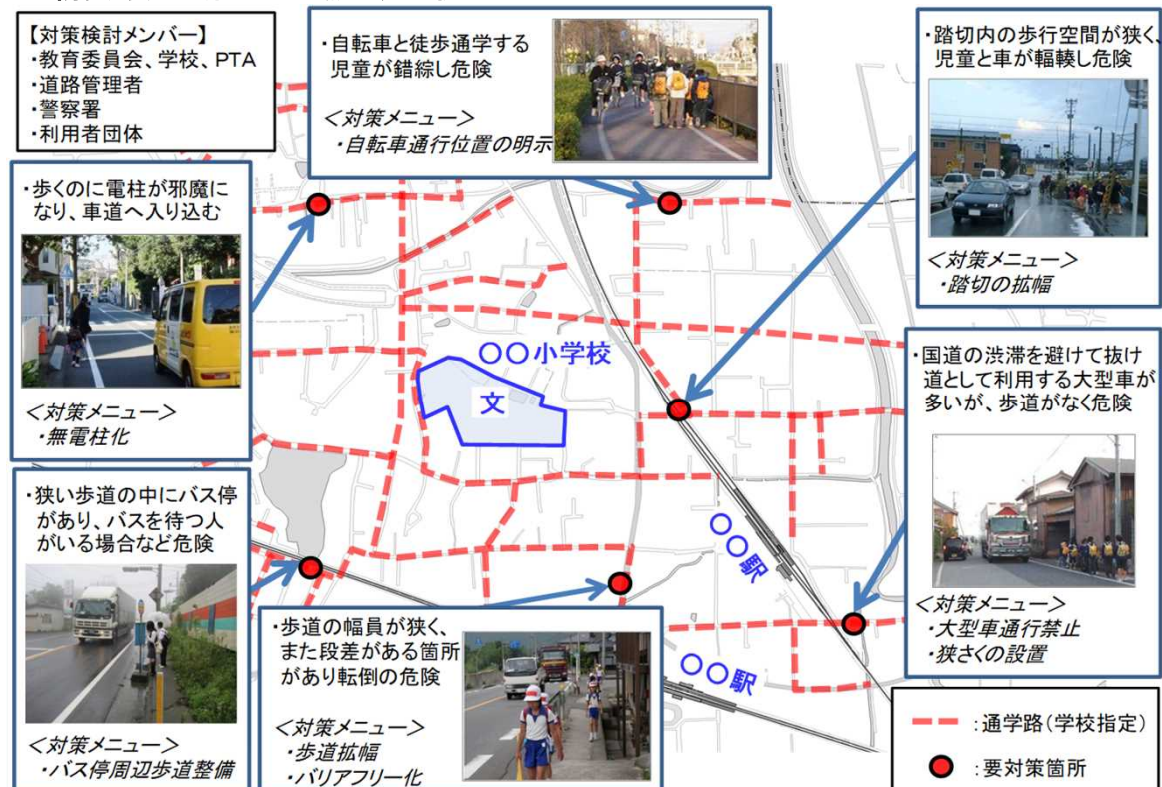 【対策検討メンバー】
・教育委員会、学校、PTA
・道路管理者
・警察署
・利用者団体
・自転車と徒歩通学する
児童が錯綜し危険
<対策メニュー>
・自転車通行位置の明示
・踏切内の歩行空間が狭く、
児童と車が輻輳し危険
<対策メニュー>
・踏切の拡幅
・歩くのに電柱が邪魔に
なり、車道へ入り込む
<対策メニュー>
・無電柱化
〇〇小学校
文
・国道の渋滞を避けて抜け
道として利用する大型車が
多いが、歩道がなく危険
<対策メニュー>
・大型車通行禁止
・狭さくの設置
・狭い歩道の中にバス停
があり、バスを待つ人
がいる場合など危険
<対策メニュー>
・バス停周辺歩道整備
・歩道の幅員が狭く、
また段差がある箇所
があり転倒の危険
<対策メニュー>
・歩道拡幅
・バリアフリー化
〇〇駅
〇〇駅
:通学路(学校指定)
:要対策箇所